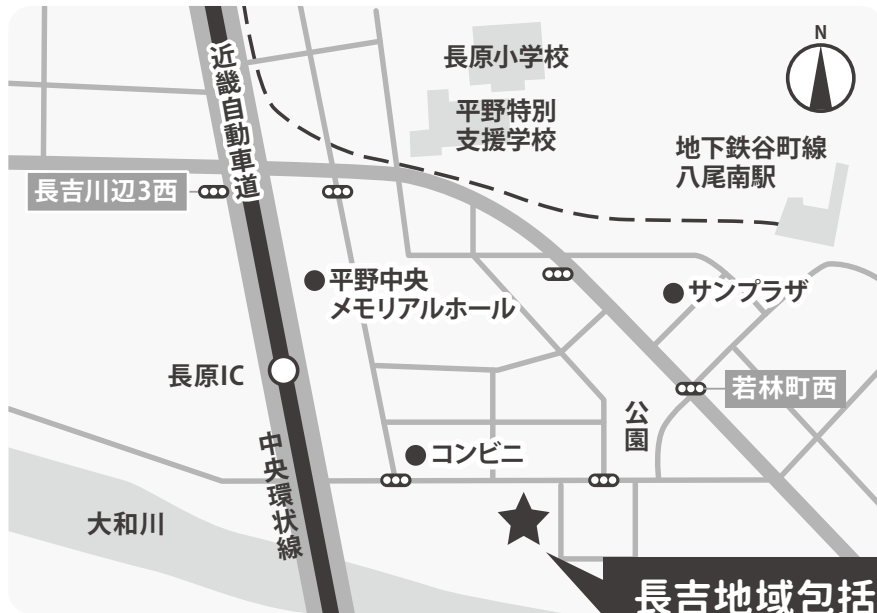 N
長原小学校
平野特別
支援学校
地下鉄谷町線
八尾南駅
近畿自動車道
長吉川辺3西
平野中央
メモリアルホール
サンプラザ
長原IC
若林町西
公園
コンビニ
中央環状線
大和川
長吉地域包括